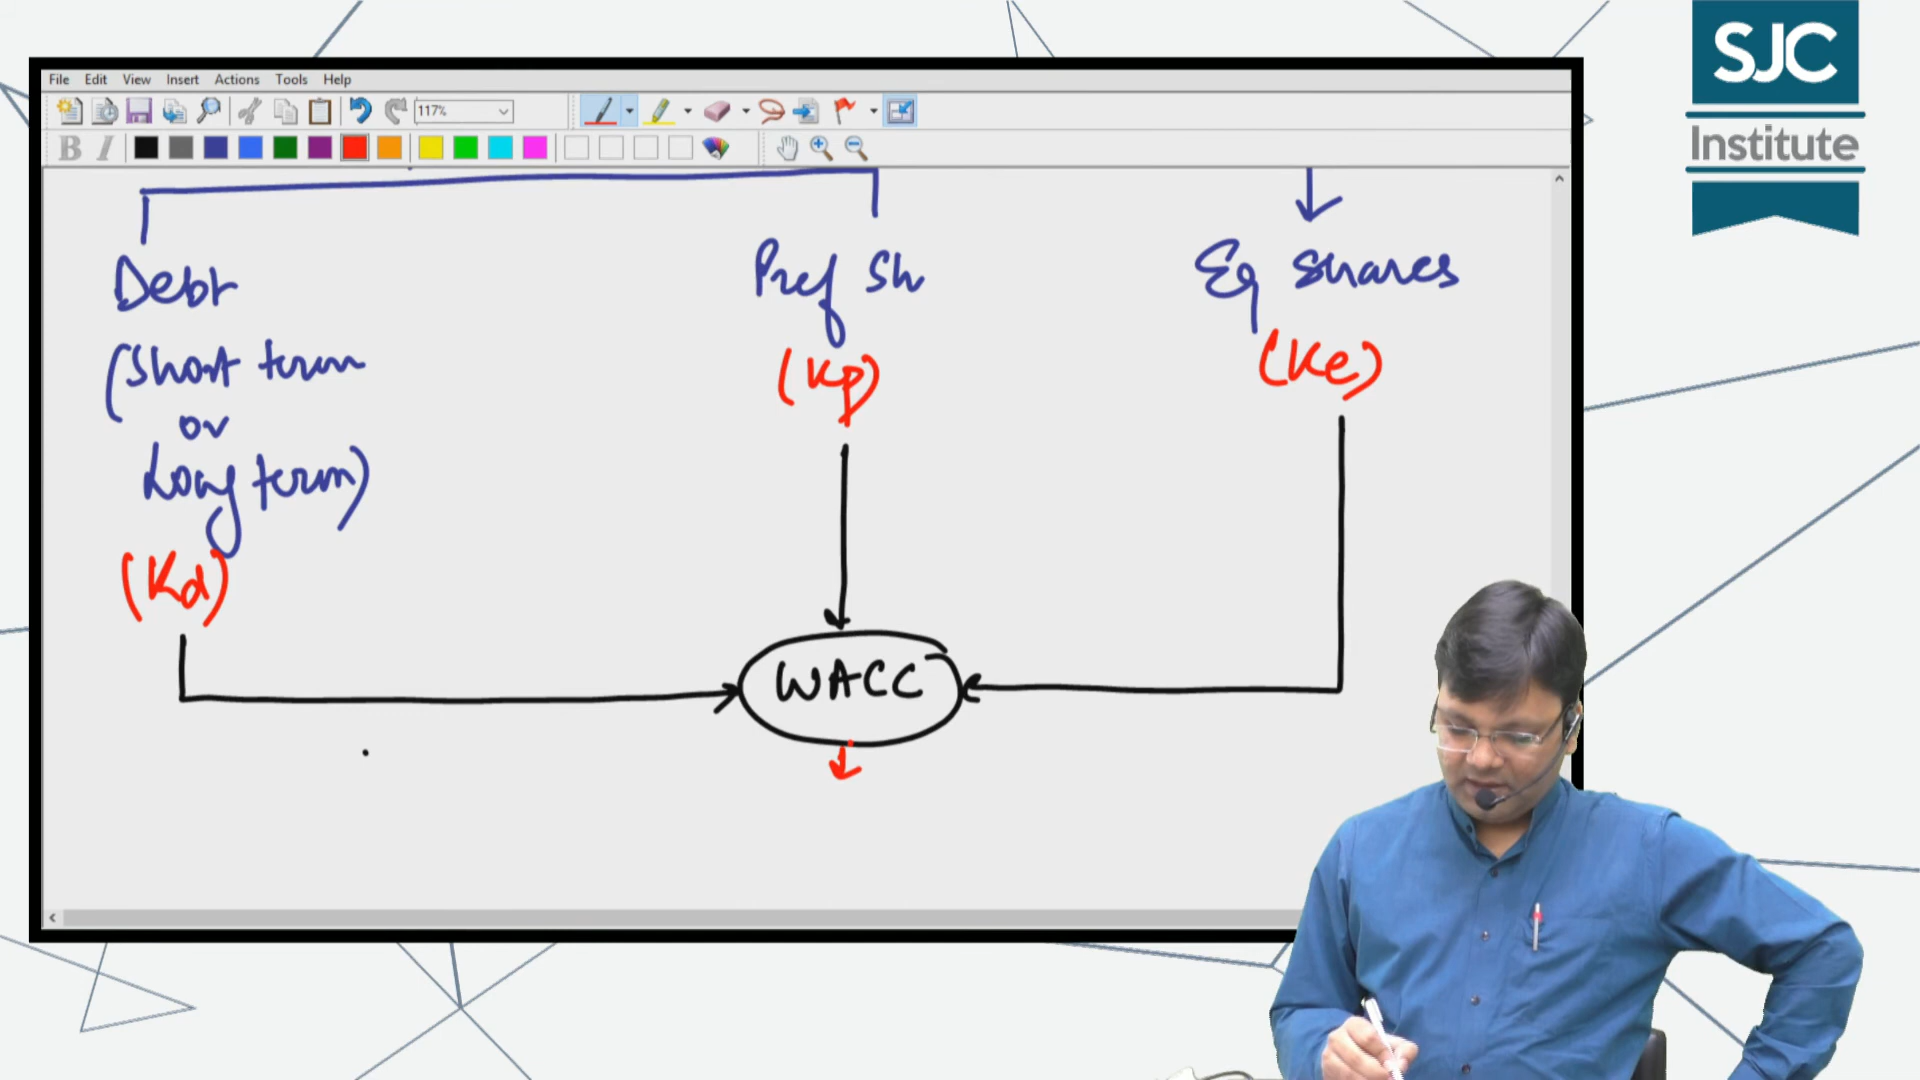 File Edit View Insert Actions Tools Help
117%
B I
Debt
(Short term
or
Long term)
(Kd)
Pref Sh
(Kp)
Eq Shares
(Ke)
WACC
SJC
Institute